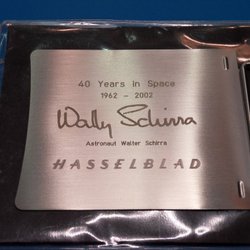 40 Years in Space
1962 - 2002
Wally Schirra
Astronaut Walter Schirra
HASSELBLAD